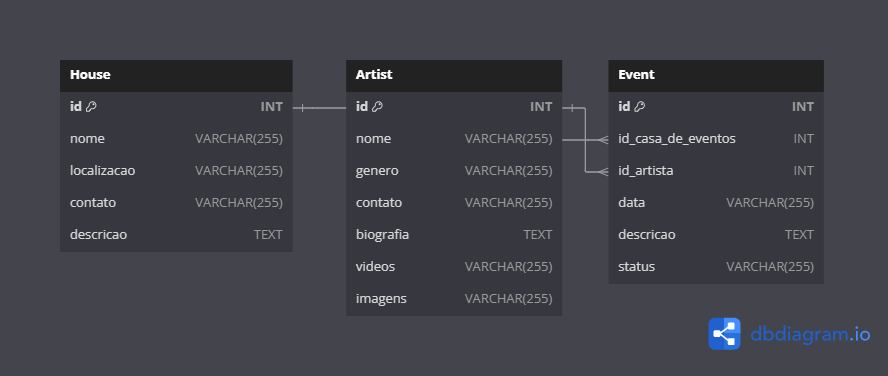 House
id INT
nome VARCHAR(255)
localizacao VARCHAR(255)
contato VARCHAR(255)
descricao TEXT
Artist
id INT
nome VARCHAR(255)
genero VARCHAR(255)
contato VARCHAR(255)
biografia TEXT
videos VARCHAR(255)
imagens VARCHAR(255)
Event
id INT
id_casa_de_eventos INT
id_artista INT
data VARCHAR(255)
descricao TEXT
status VARCHAR(255)
dbdiagram.io